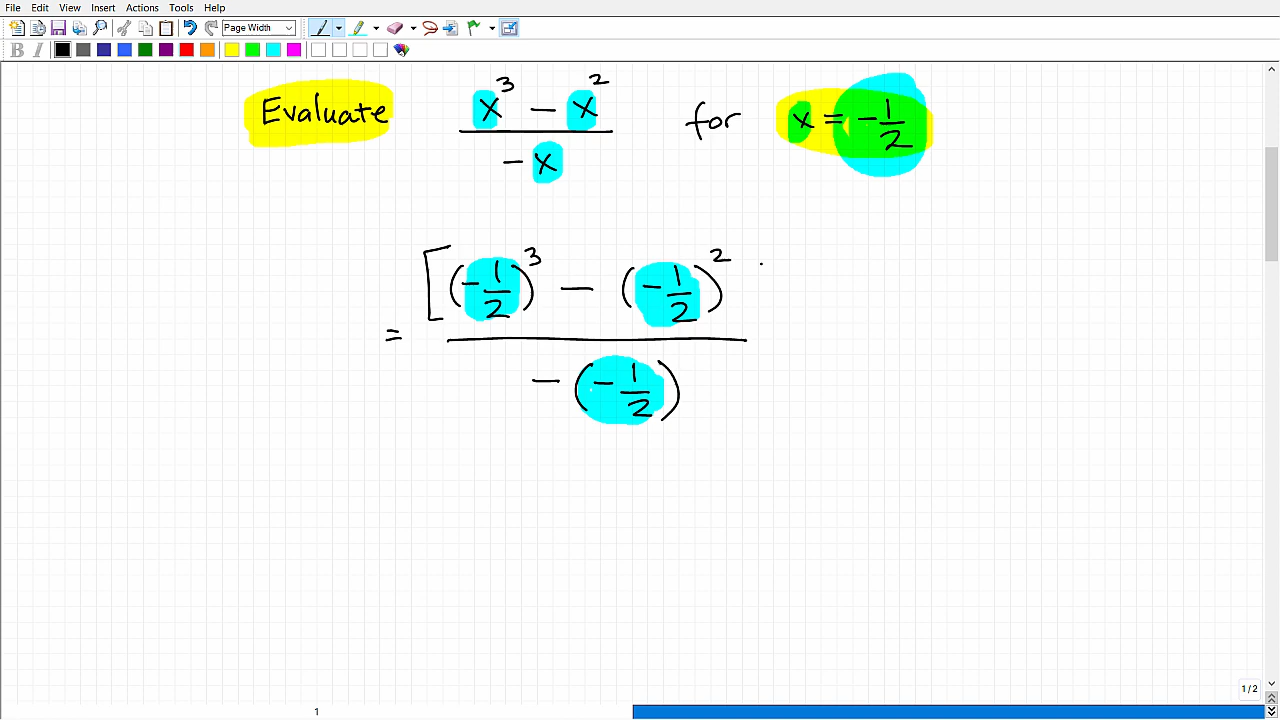 File Edit View Insert Actions Tools Help
Page Width
B I
Evaluate x³ − x² / −x for x = −1/2
= [(−1/2)³ − (−1/2)² / −(−1/2)
1/2
1